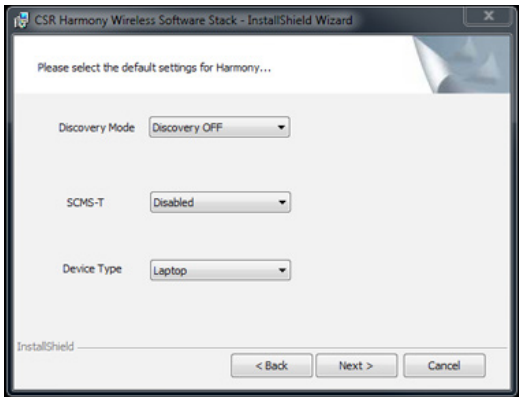 CSR Harmony Wireless Software Stack - InstallShield Wizard
Please select the default settings for Harmony...
Discovery Mode Discovery OFF
SCMS-T Disabled
Device Type Laptop
InstallShield
< Back Next > Cancel